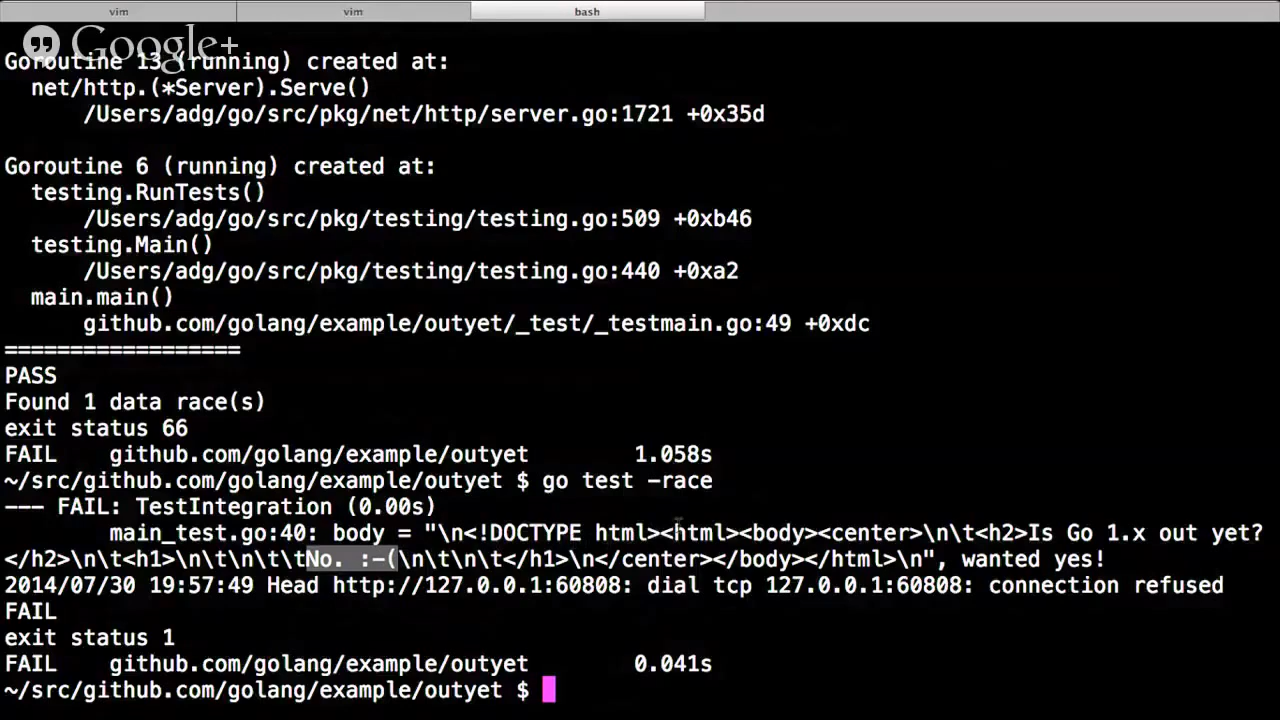 vim vim bash
Google+
Goroutine 13 (running) created at:
net/http.(*Server).Serve()
/Users/adg/go/src/pkg/net/http/server.go:1721 +0x35d
Goroutine 6 (running) created at:
testing.RunTests()
/Users/adg/go/src/pkg/testing/testing.go:509 +0xb46
testing.Main()
/Users/adg/go/src/pkg/testing/testing.go:440 +0xa2
main.main()
github.com/golang/example/outyet/_test/_testmain.go:49 +0xdc
==================
PASS
Found 1 data race(s)
exit status 66
FAIL github.com/golang/example/outyet 1.058s
~/src/github.com/golang/example/outyet $ go test -race
--- FAIL: TestIntegration (0.00s)
main_test.go:40: body = "\n<!DOCTYPE html><html><body><center>\n\t<h2>Is Go 1.x out yet?
</h2>\n\t<h1>\n\t\n\t\tNo. :-(\n\t\n\t</h1>\n</center></body></html>\n", wanted yes!
2014/07/30 19:57:49 Head http://127.0.0.1:60808: dial tcp 127.0.0.1:60808: connection refused
FAIL
exit status 1
FAIL github.com/golang/example/outyet 0.041s
~/src/github.com/golang/example/outyet $